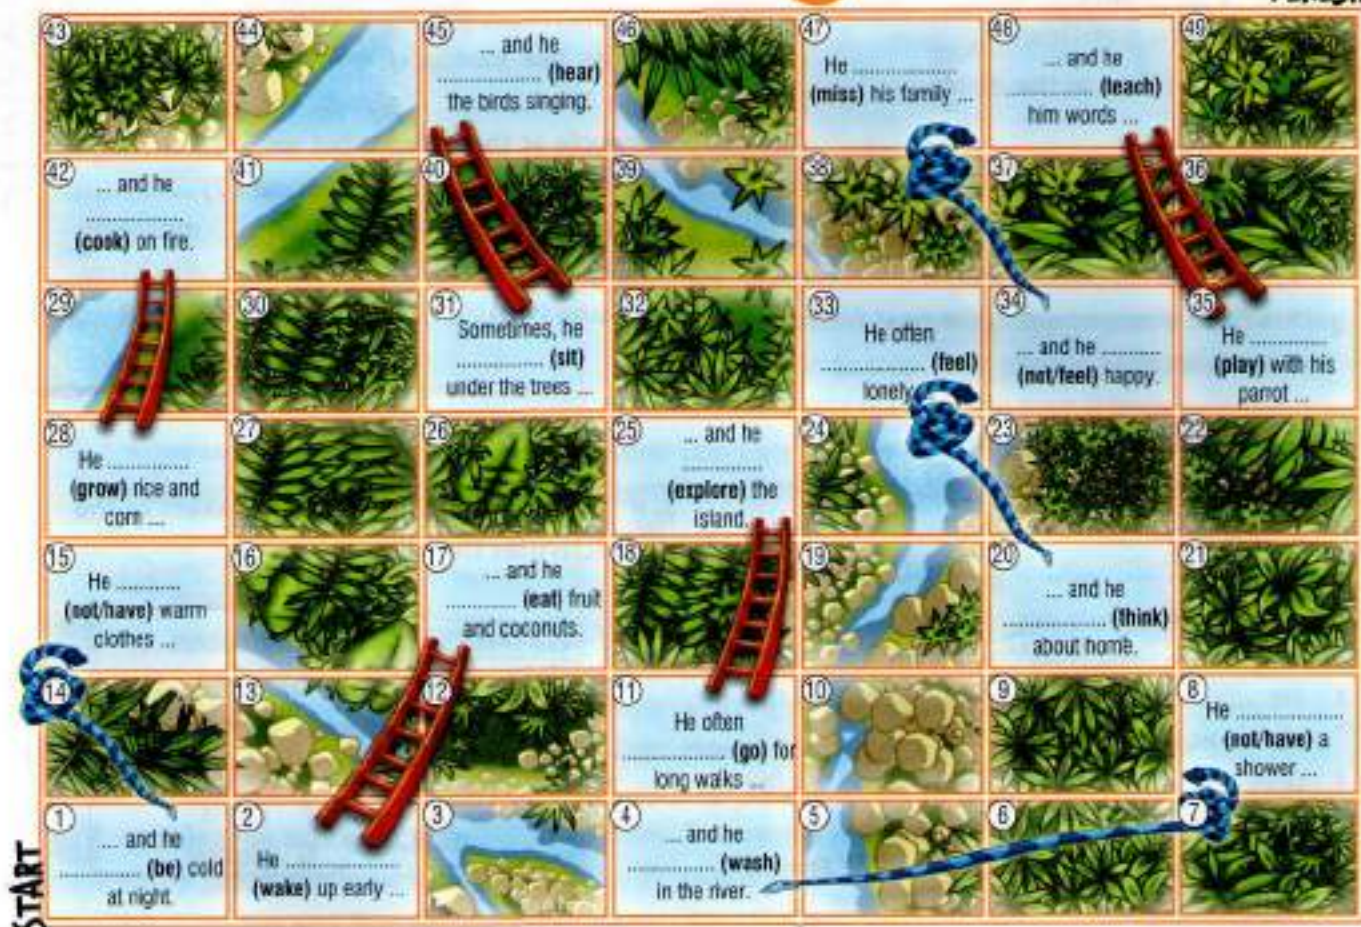 43
44
45
... and he
.................. (hear)
the birds singing.
46
47
He ..................
(miss) his family ...
48
... and he
.............. (teach)
him words ...
49
42
... and he
.................
(cook) on fire.
41
40
39
38
37
36
29
30
31
Sometimes, he
................ (sit)
under the trees ...
32
33
He often
.................. (feel)
lonely
34
... and he ..........
(not/feel) happy.
35
He .............
(play) with his
parrot ...
28
He ..............
(grow) rice and
corn ...
27
26
25
... and he
..............
(explore) the
island.
24
23
22
15
He ...........
(not/have) warm
clothes ...
16
17
... and he
............ (eat) fruit
and coconuts.
18
19
20
... and he
.................. (think)
about home.
21
14
13
12
11
He often
.................. (go) for
long walks ...
10
9
8
He ..................
(not/have) a
shower ...
START
1
... and he
.............. (be) cold
at night.
2
He ...................
(wake) up early ...
3
4
... and he
............ (wash)
in the river.
5
6
7